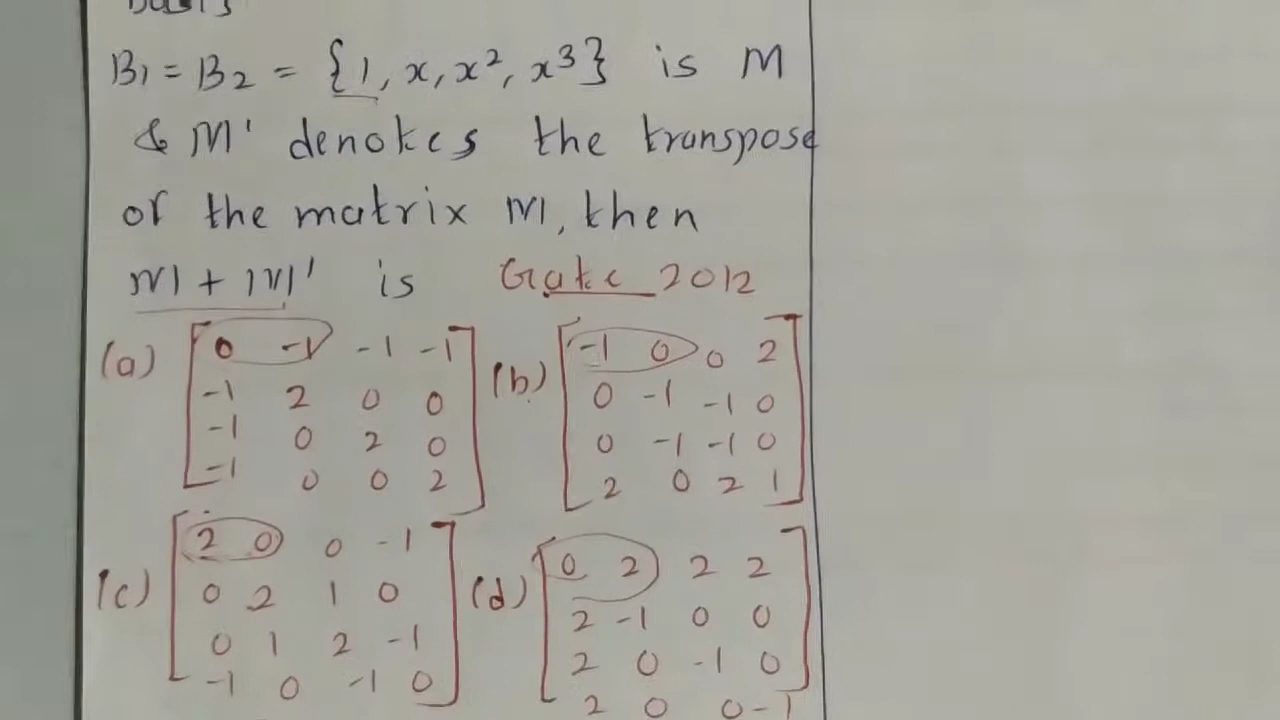 B₁ = B₂ = {1, x, x², x³} is M
& M' denotes the transpose
of the matrix M, then
M + M' is Gate 2012
(a) [0 -1 -1 -1
-1 2 0 0
-1 0 2 0
-1 0 0 2]
(b) [-1 0 0 2
0 -1 -1 0
0 -1 -1 0
2 0 2 1]
(c) [2 0 0 -1
0 2 1 0
0 1 2 -1
-1 0 -1 0]
(d) [0 2 2 2
2 -1 0 0
2 0 -1 0
2 0 0 -1]